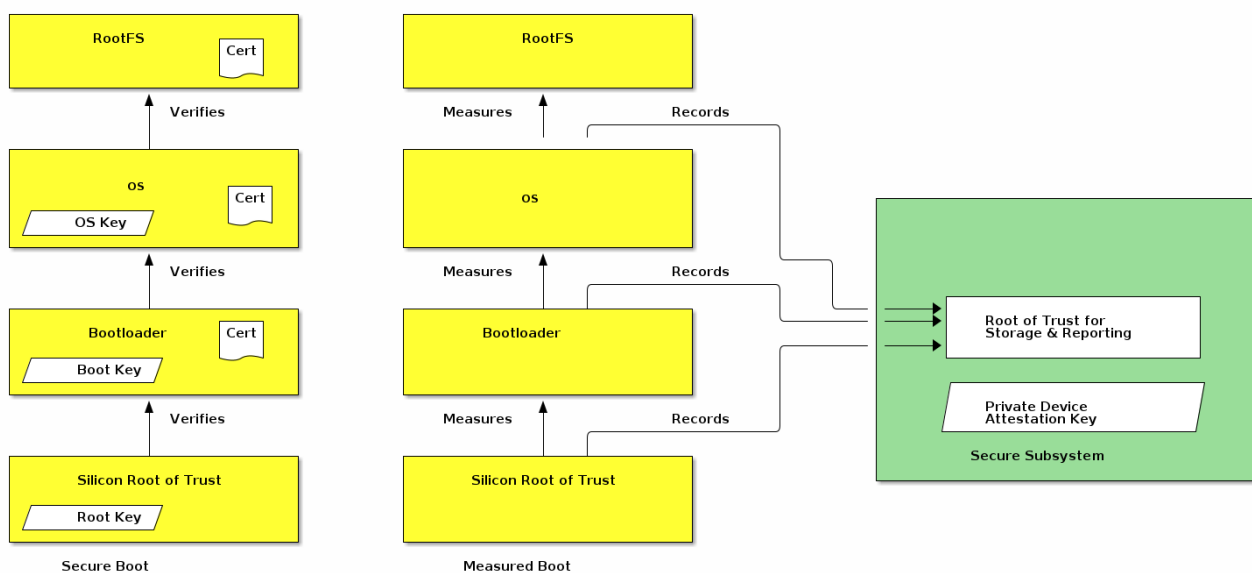 RootFS
Cert
Verifies
os
Cert
OS Key
Verifies
Bootloader
Cert
Boot Key
Verifies
Silicon Root of Trust
Root Key
Secure Boot
RootFS
Measures
Records
os
Measures
Records
Bootloader
Measures
Records
Silicon Root of Trust
Measured Boot
Root of Trust for
Storage & Reporting
Private Device
Attestation Key
Secure Subsystem